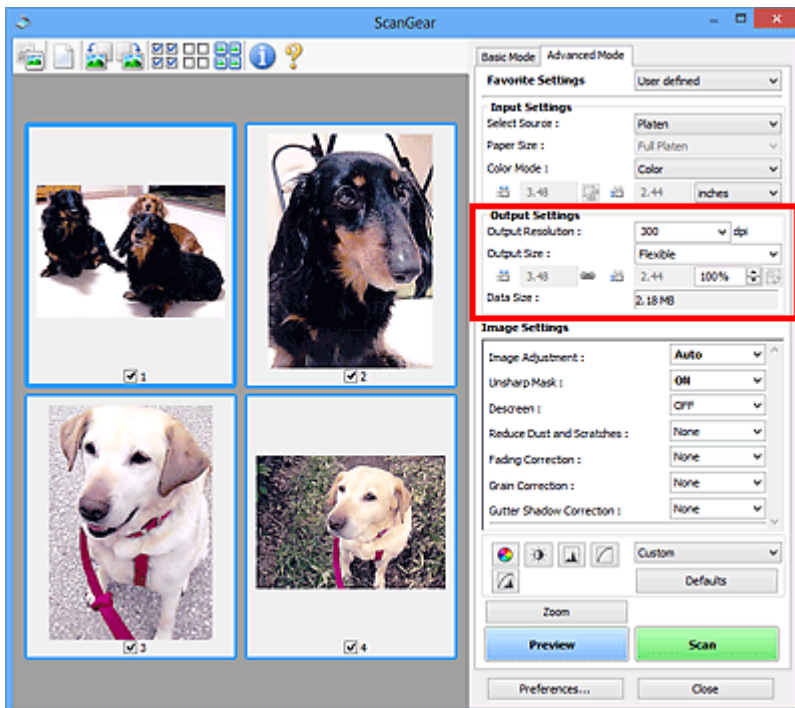 ScanGear
Basic Mode Advanced Mode
Favorite Settings User defined
Input Settings
Select Source : Platen
Paper Size : Full Platen
Color Mode : Color
3.48 2.44 inches
Output Settings
Output Resolution : 300 dpi
Output Size : Flexible
3.48 2.44 100%
Data Size : 2.18 MB
Image Settings
Image Adjustment : Auto
Unsharp Mask : ON
Descreen : OFF
Reduce Dust and Scratches : None
Fading Correction : None
Grain Correction : None
Gutter Shadow Correction : None
1 2
3 4
Custom
Defaults
Zoom
Preview Scan
Preferences... Close